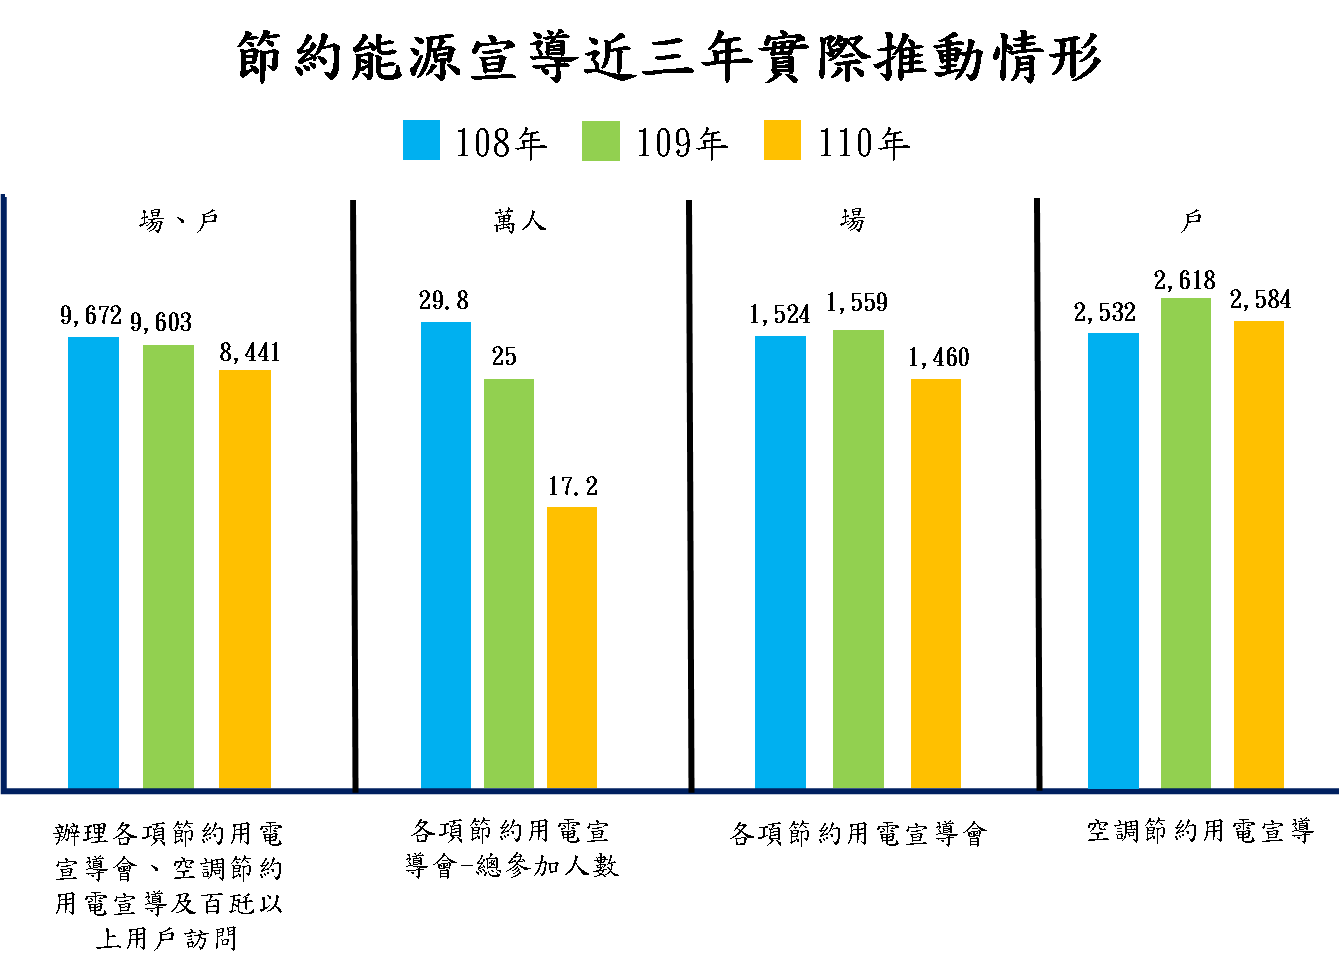 節約能源宣導近三年實際推動情形
108年 109年 110年
場、戶
萬人
場
戶
9,672
9,603
8,441
29.8
25
17.2
1,524
1,559
1,460
2,532
2,618
2,584
辦理各項節約用電
宣導會、空調節約
用電宣導及百瓩以
上用戶訪問
各項節約用電宣
導會-總參加人數
各項節約用電宣導會
空調節約用電宣導